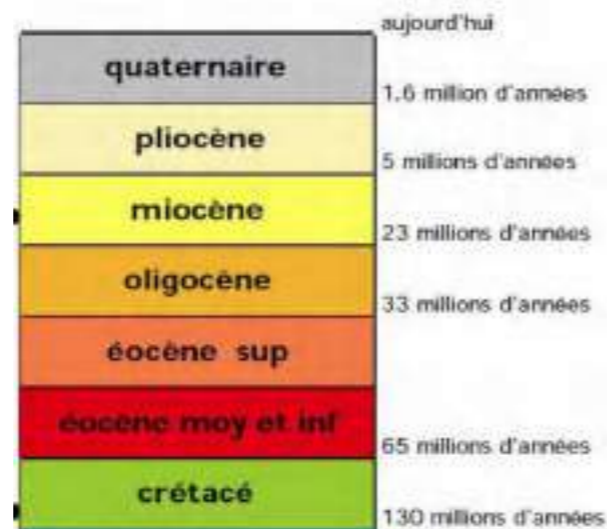 aujourd'hui
quaternaire
1.6 million d'années
pliocène
5 millions d'années
miocène
23 millions d'années
oligocène
33 millions d'années
éocène sup
éocène moy et inf
65 millions d'années
crétacé
130 millions d'années